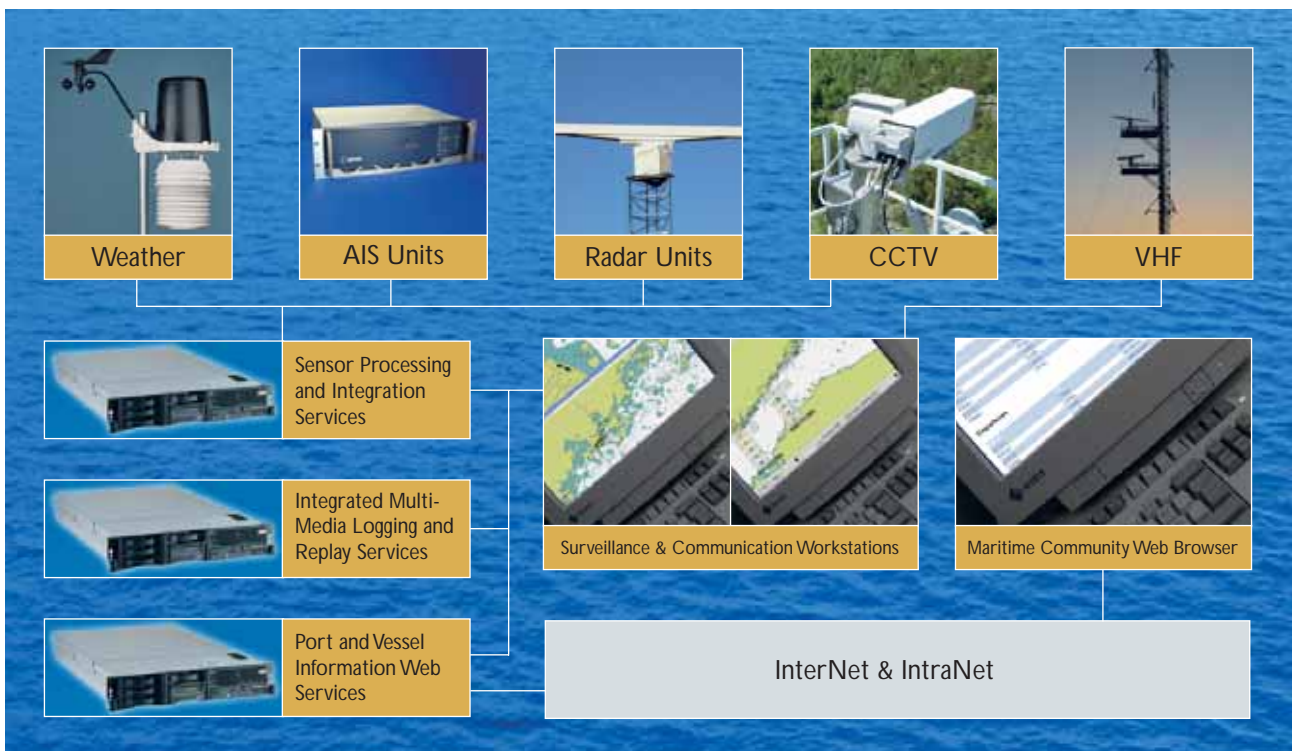 Weather
AIS Units
Radar Units
CCTV
VHF
Sensor Processing
and Integration
Services
Integrated Multi-
Media Logging and
Replay Services
Surveillance & Communication Workstations
Maritime Community Web Browser
Port and Vessel
Information Web
Services
InterNet & IntraNet